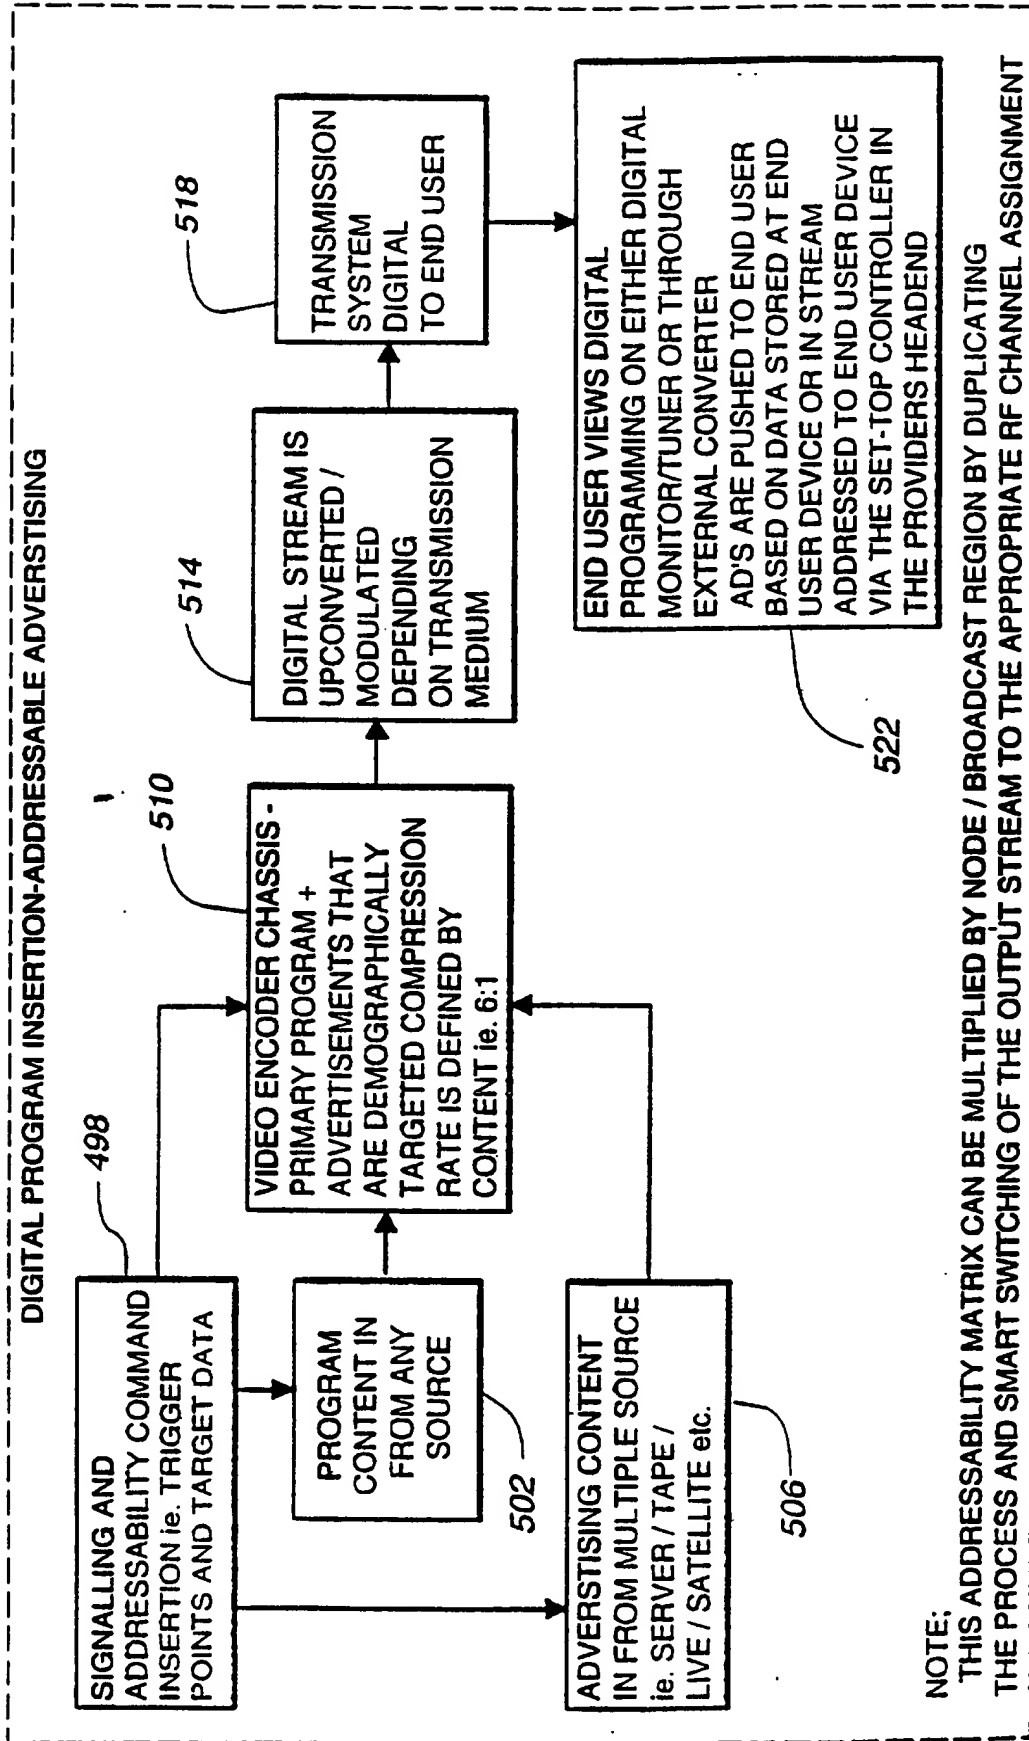 DIGITAL PROGRAM INSERTION-ADDRESSABLE ADVERSTISING
SIGNALLING AND
ADDRESSABILITY COMMAND
INSERTION ie. TRIGGER
POINTS AND TARGET DATA
498
PROGRAM
CONTENT IN
FROM ANY
SOURCE
502
ADVERSTISING CONTENT
IN FROM MULTIPLE SOURCE
ie. SERVER / TAPE /
LIVE / SATELLITE etc.
506
VIDEO ENCODER CHASSIS -
PRIMARY PROGRAM +
ADVERTISEMENTS THAT
ARE DEMOGRAPHICALLY
TARGETED COMPRESSION
RATE IS DEFINED BY
CONTENT ie. 6:1
510
DIGITAL STREAM IS
UPCONVERTED /
MODULATED
DEPENDING
ON TRANSMISSION
MEDIUM
514
TRANSMISSION
SYSTEM
DIGITAL
TO END USER
518
END USER VIEWS DIGITAL
PROGRAMMING ON EITHER DIGITAL
MONITOR/TUNER OR THROUGH
EXTERNAL CONVERTER
AD'S ARE PUSHED TO END USER
BASED ON DATA STORED AT END
USER DEVICE OR IN STREAM
ADDRESSED TO END USER DEVICE
VIA THE SET-TOP CONTROLLER IN
THE PROVIDERS HEADEND
522
NOTE:
THIS ADDRESSABILITY MATRIX CAN BE MULTIPLIED BY NODE / BROADCAST REGION BY DUPLICATING
THE PROCESS AND SMART SWITCHING OF THE OUTPUT STREAM TO THE APPROPRIATE RF CHANNEL ASSIGNMENT